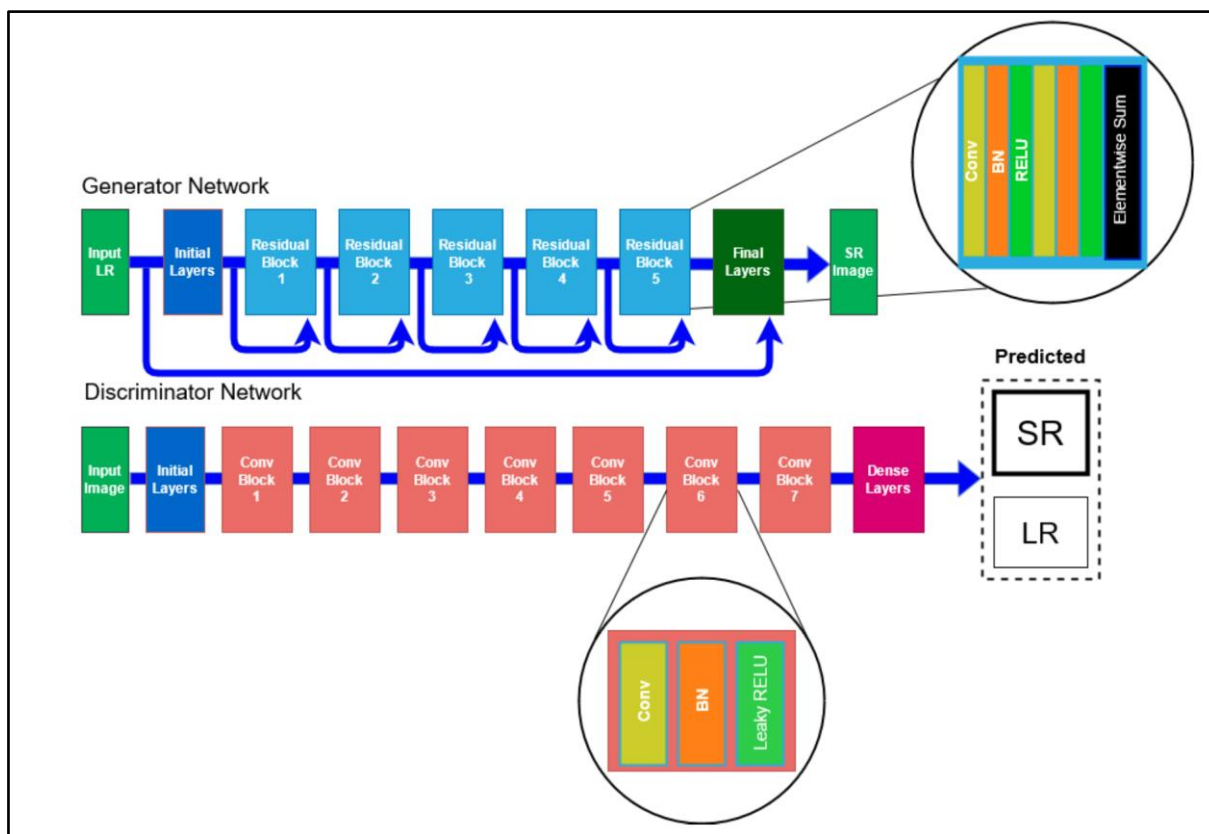 Conv
BN
RELU
Elementwise Sum
Generator Network
Input
LR
Initial
Layers
Residual
Block
1
Residual
Block
2
Residual
Block
3
Residual
Block
4
Residual
Block
5
Final
Layers
SR
Image
Predicted
SR
LR
Discriminator Network
Input
Image
Initial
Layers
Conv
Block
1
Conv
Block
2
Conv
Block
3
Conv
Block
4
Conv
Block
5
Conv
Block
6
Conv
Block
7
Dense
Layers
Conv
BN
Leaky RELU